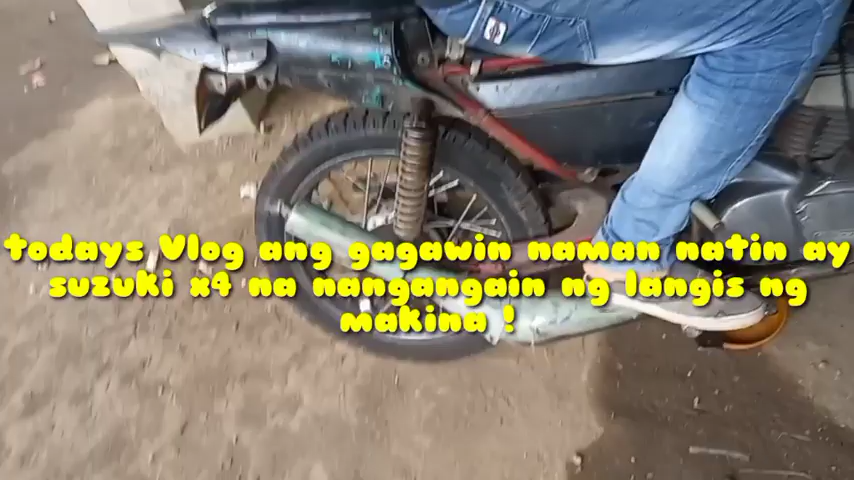 todays Vlog ang gagawin naman natin ay
suzuki x4 na nangangain ng langis ng
makina !